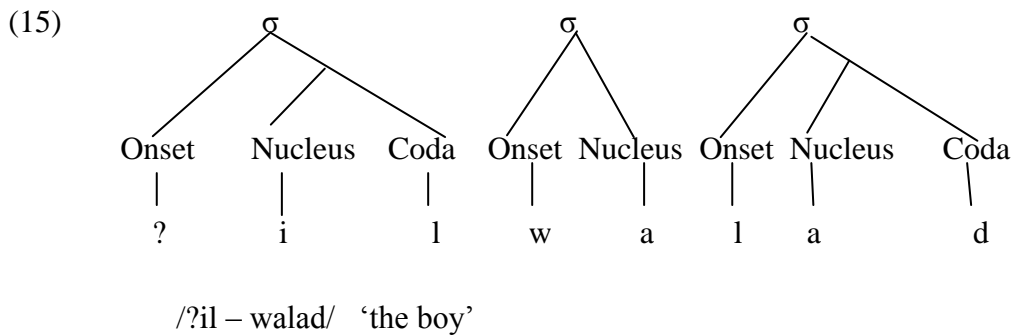 (15) σ σ σ
Onset Nucleus Coda Onset Nucleus Onset Nucleus Coda
? i l w a l a d
/?il – walad/ ‘the boy’